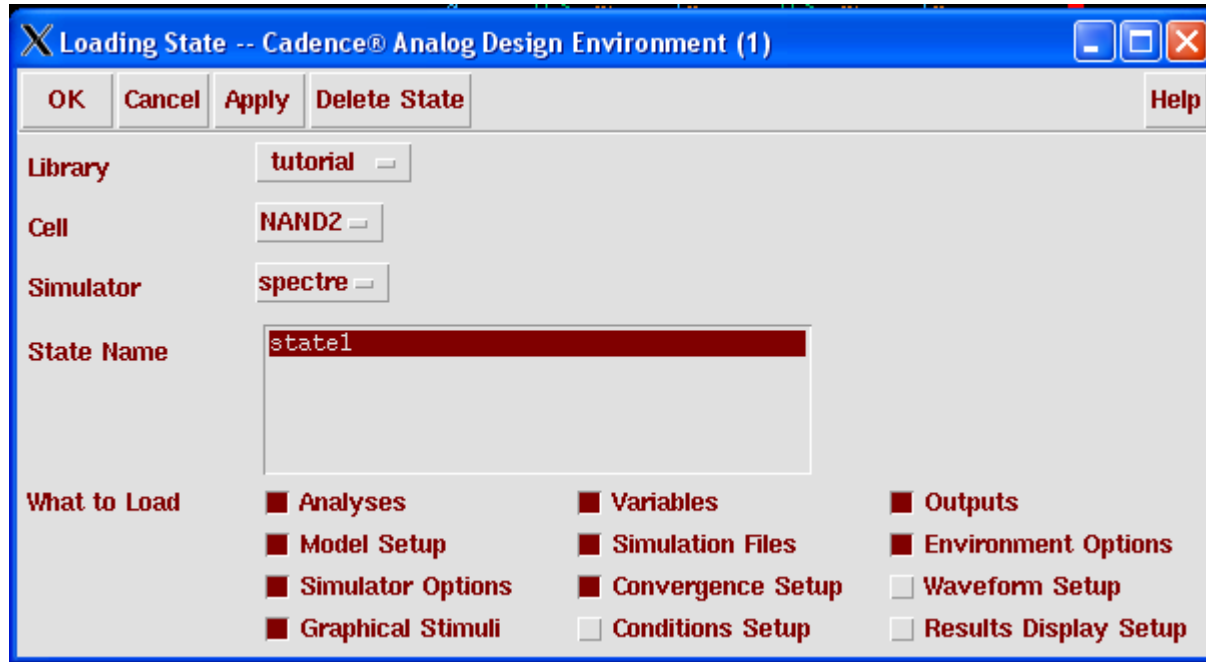 X Loading State -- Cadence® Analog Design Environment (1)
OK Cancel Apply Delete State Help
Library tutorial
Cell NAND2
Simulator spectre
State Name state1
What to Load Analyses Variables Outputs
Model Setup Simulation Files Environment Options
Simulator Options Convergence Setup Waveform Setup
Graphical Stimuli Conditions Setup Results Display Setup